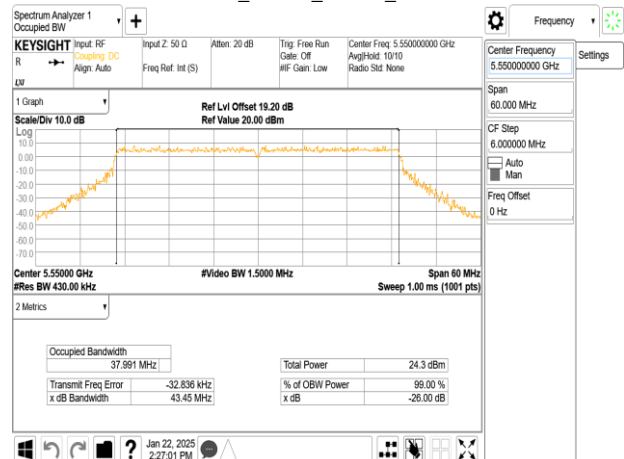 Spectrum Analyzer 1
Occupied BW
KEYSIGHT
R
LXI
Input: RF
Coupling: DC
Align: Auto
Input Z: 50 Ω
Freq Ref: Int (S)
Atten: 20 dB
Trig: Free Run
Gate: Off
#IF Gain: Low
Center Freq: 5.550000000 GHz
Avg|Hold: 10/10
Radio Std: None
1 Graph
Scale/Div 10.0 dB
Ref Lvl Offset 19.20 dB
Ref Value 20.00 dBm
Log
10.0
0.00
-10.0
-20.0
-30.0
-40.0
-50.0
-60.0
-70.0
Center 5.55000 GHz
#Res BW 430.00 kHz
#Video BW 1.5000 MHz
Span 60 MHz
Sweep 1.00 ms (1001 pts)
2 Metrics
Occupied Bandwidth
37.991 MHz
Transmit Freq Error -32.836 kHz
x dB Bandwidth 43.45 MHz
Total Power 24.3 dBm
% of OBW Power 99.00 %
x dB -26.00 dB
Jan 22, 2025
2:27:01 PM
Frequency
Settings
Center Frequency
5.550000000 GHz
Span
60.000 MHz
CF Step
6.000000 MHz
Auto
Man
Freq Offset
0 Hz